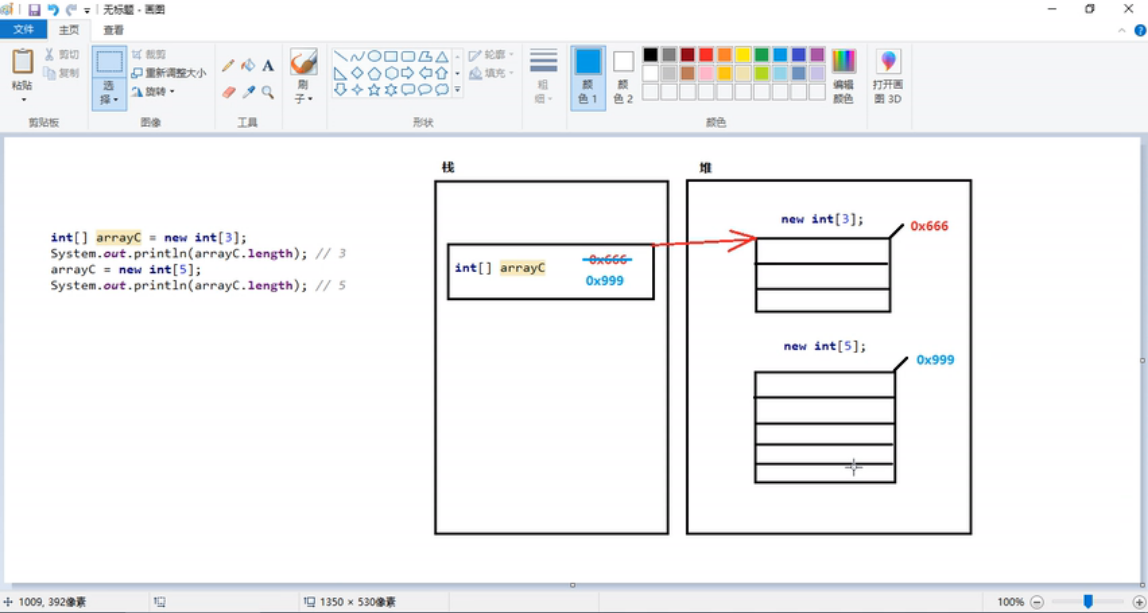 无标题 - 画图
文件
主页
查看
粘贴
剪切
复制
剪贴板
选择
裁剪
重新调整大小
旋转
图像
A
工具
刷子
形状
轮廓
填充
粗细
颜色 1
颜色 2
颜色
编辑颜色
打开画图 3D
栈
堆
int[] arrayC = new int[3];
System.out.println(arrayC.length); // 3
arrayC = new int[5];
System.out.println(arrayC.length); // 5
int[] arrayC
0x666
0x999
new int[3];
0x666
new int[5];
0x999
1009, 392像素
1350 × 530像素
100%